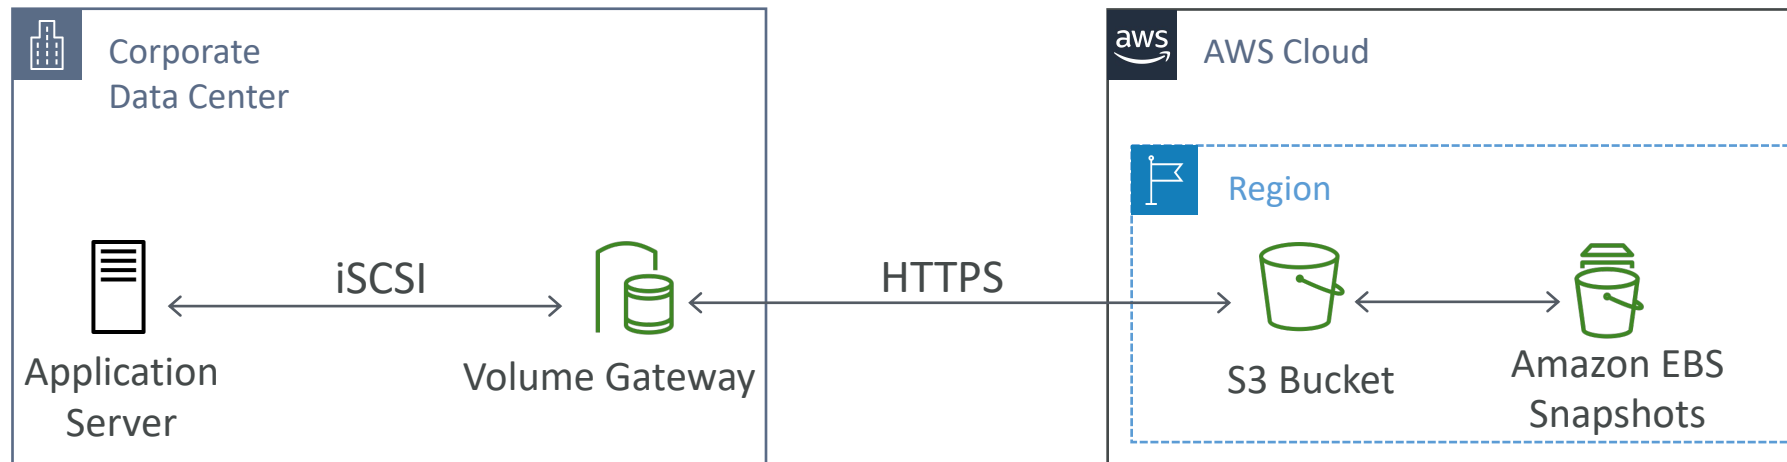 Corporate
Data Center
aws
AWS Cloud
Region
iSCSI
HTTPS
Application
Server
Volume Gateway
S3 Bucket
Amazon EBS
Snapshots